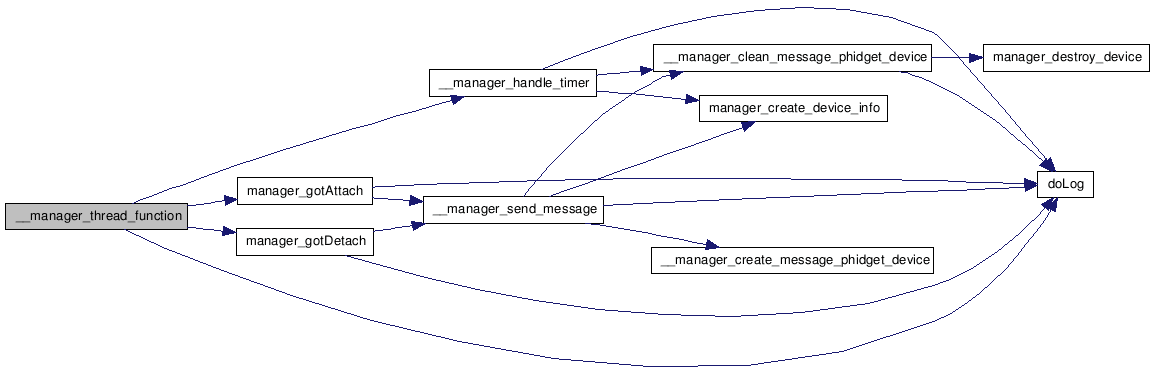 __manager_clean_message_phidget_device
manager_destroy_device
__manager_handle_timer
manager_create_device_info
manager_gotAttach
doLog
__manager_thread_function
__manager_send_message
manager_gotDetach
__manager_create_message_phidget_device